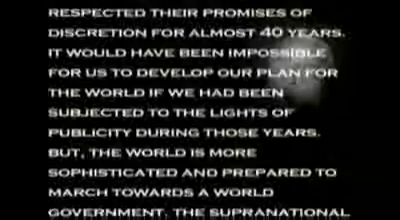 RESPECTED THEIR PROMISES OF
DISCRETION FOR ALMOST 40 YEARS.
IT WOULD HAVE BEEN IMPOSSIBLE
FOR US TO DEVELOP OUR PLAN FOR
THE WORLD IF WE HAD BEEN
SUBJECTED TO THE LIGHTS OF
PUBLICITY DURING THOSE YEARS.
BUT, THE WORLD IS MORE
SOPHISTICATED AND PREPARED TO
MARCH TOWARDS A WORLD
GOVERNMENT. THE SUPRANATIONAL